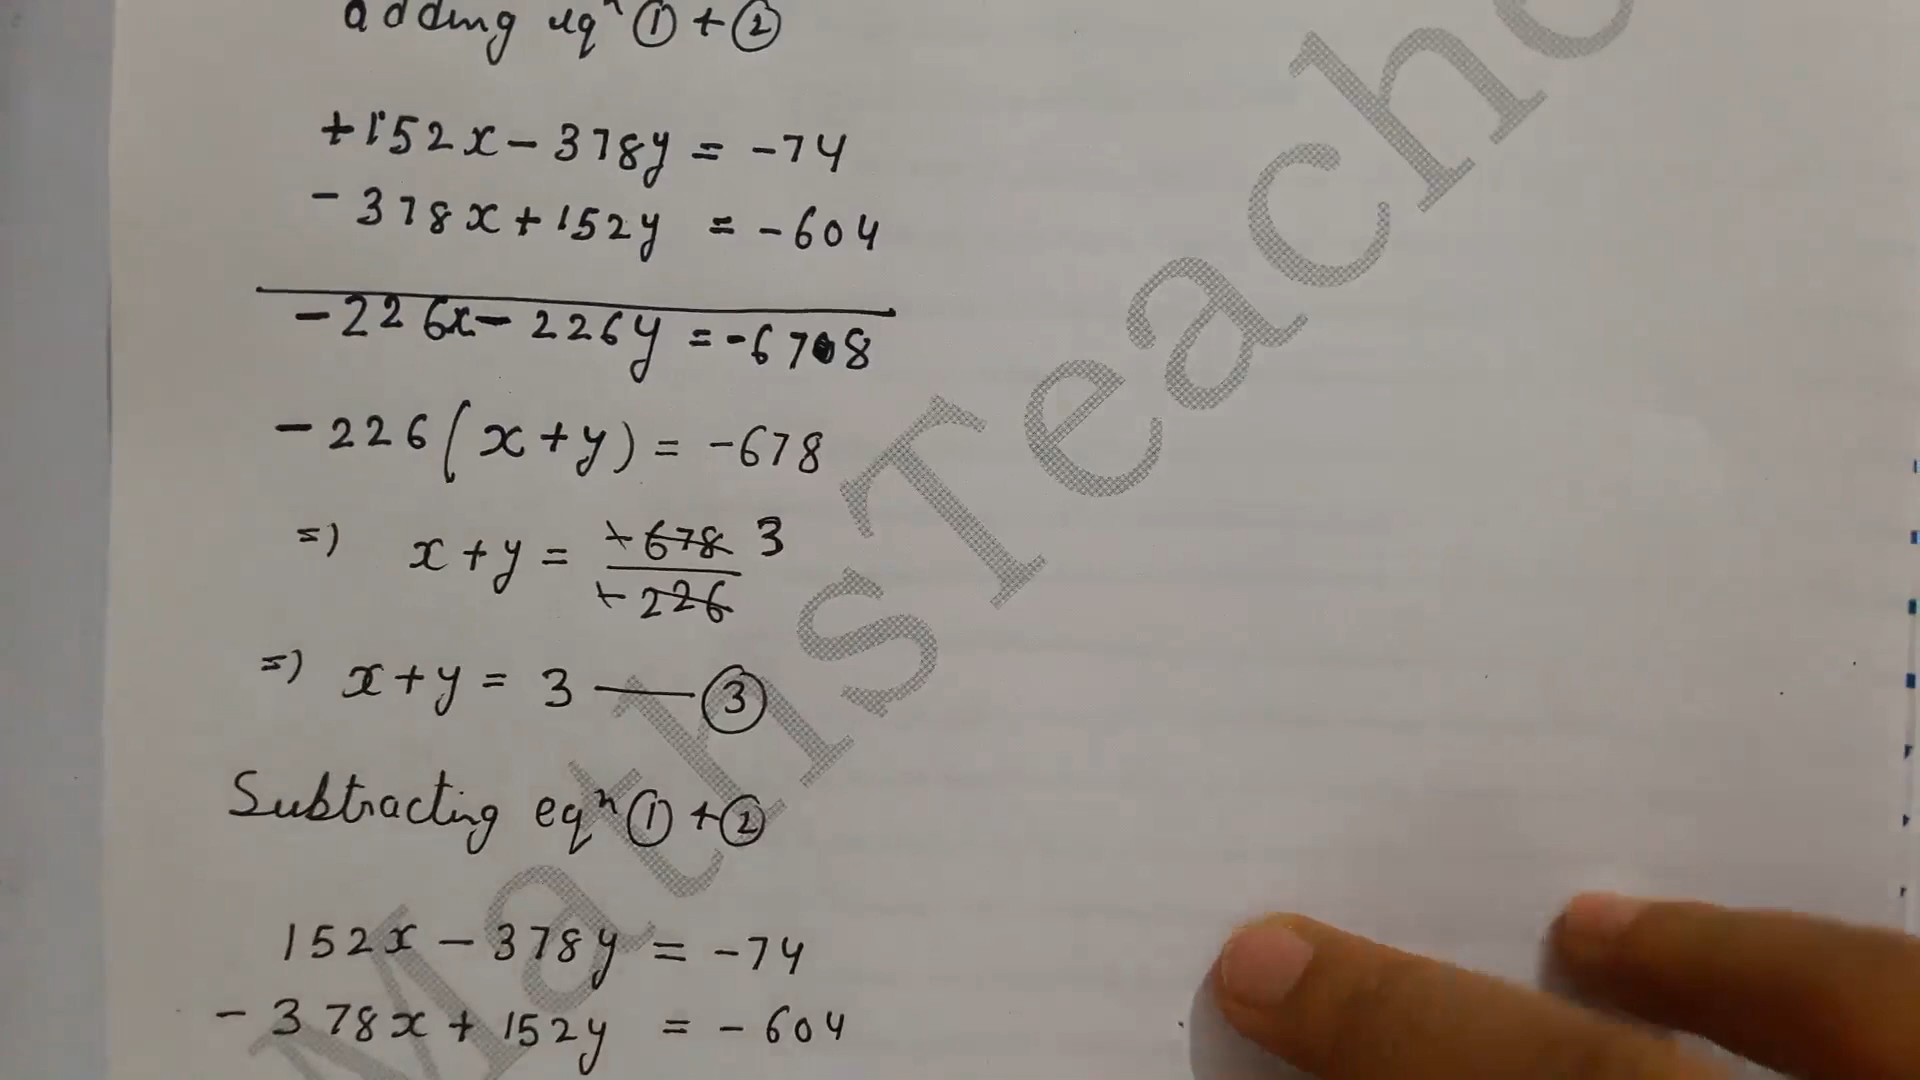 adding eqⁿ ① + ②
+152x - 378y = -74
- 378x + 152y = -604
-226x - 226y = -678
-226(x + y) = -678
=) x + y = -678/-226 3
=) x + y = 3 — ③
Subtracting eqⁿ ① + ②
152x - 378y = -74
- 378x + 152y = -604
MathsTeache